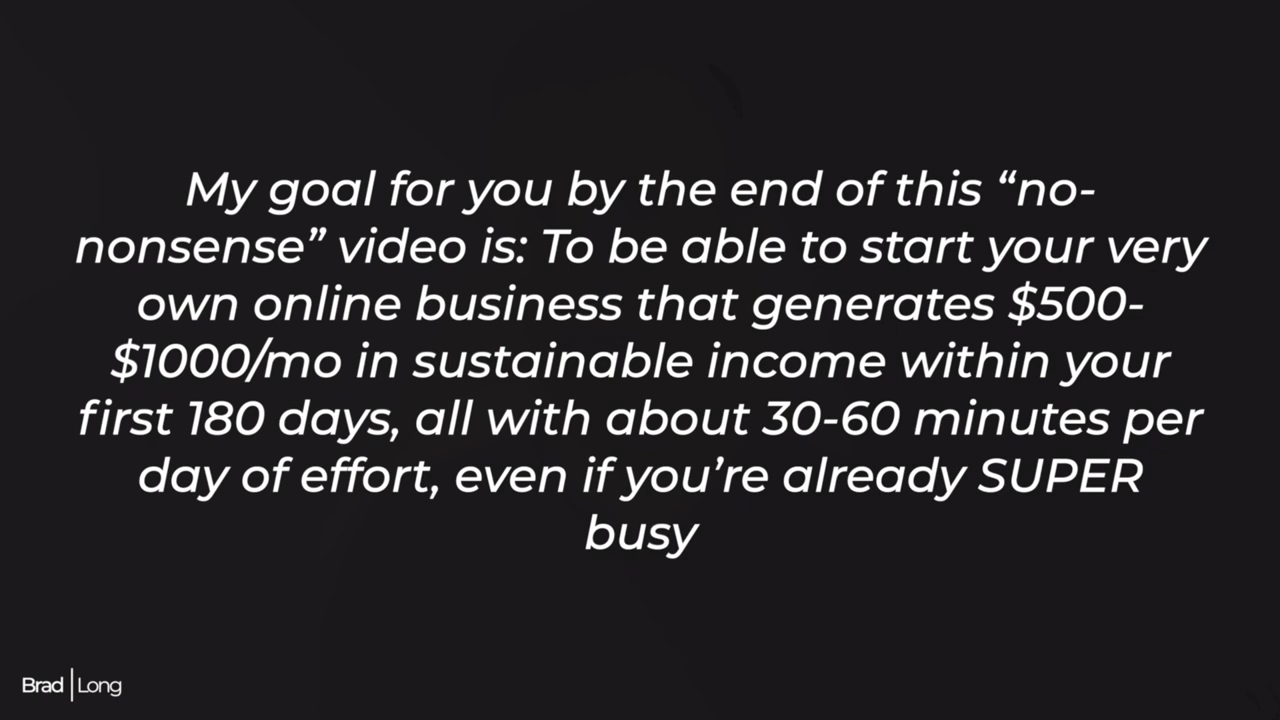 My goal for you by the end of this “no-
nonsense” video is: To be able to start your very
own online business that generates $500-
$1000/mo in sustainable income within your
first 180 days, all with about 30-60 minutes per
day of effort, even if you’re already SUPER
busy
Brad | Long